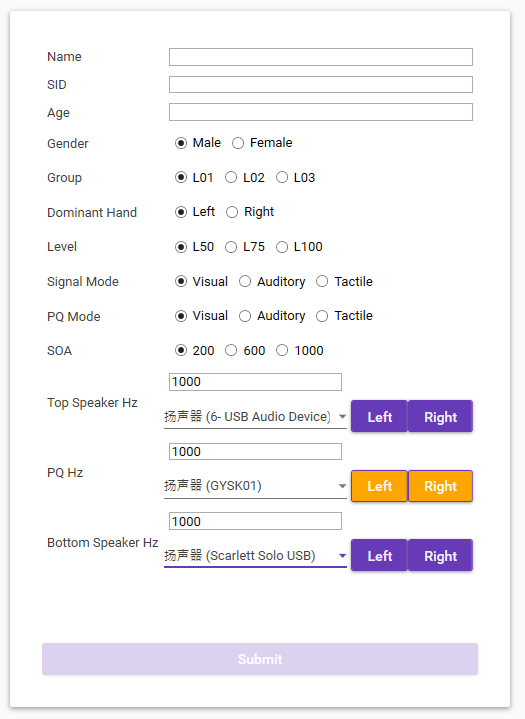 Name
SID
Age
Gender Male Female
Group L01 L02 L03
Dominant Hand Left Right
Level L50 L75 L100
Signal Mode Visual Auditory Tactile
PQ Mode Visual Auditory Tactile
SOA 200 600 1000
1000
Top Speaker Hz
扬声器 (6- USB Audio Device) Left Right
1000
PQ Hz
扬声器 (GYSK01) Left Right
1000
Bottom Speaker Hz
扬声器 (Scarlett Solo USB) Left Right
Submit